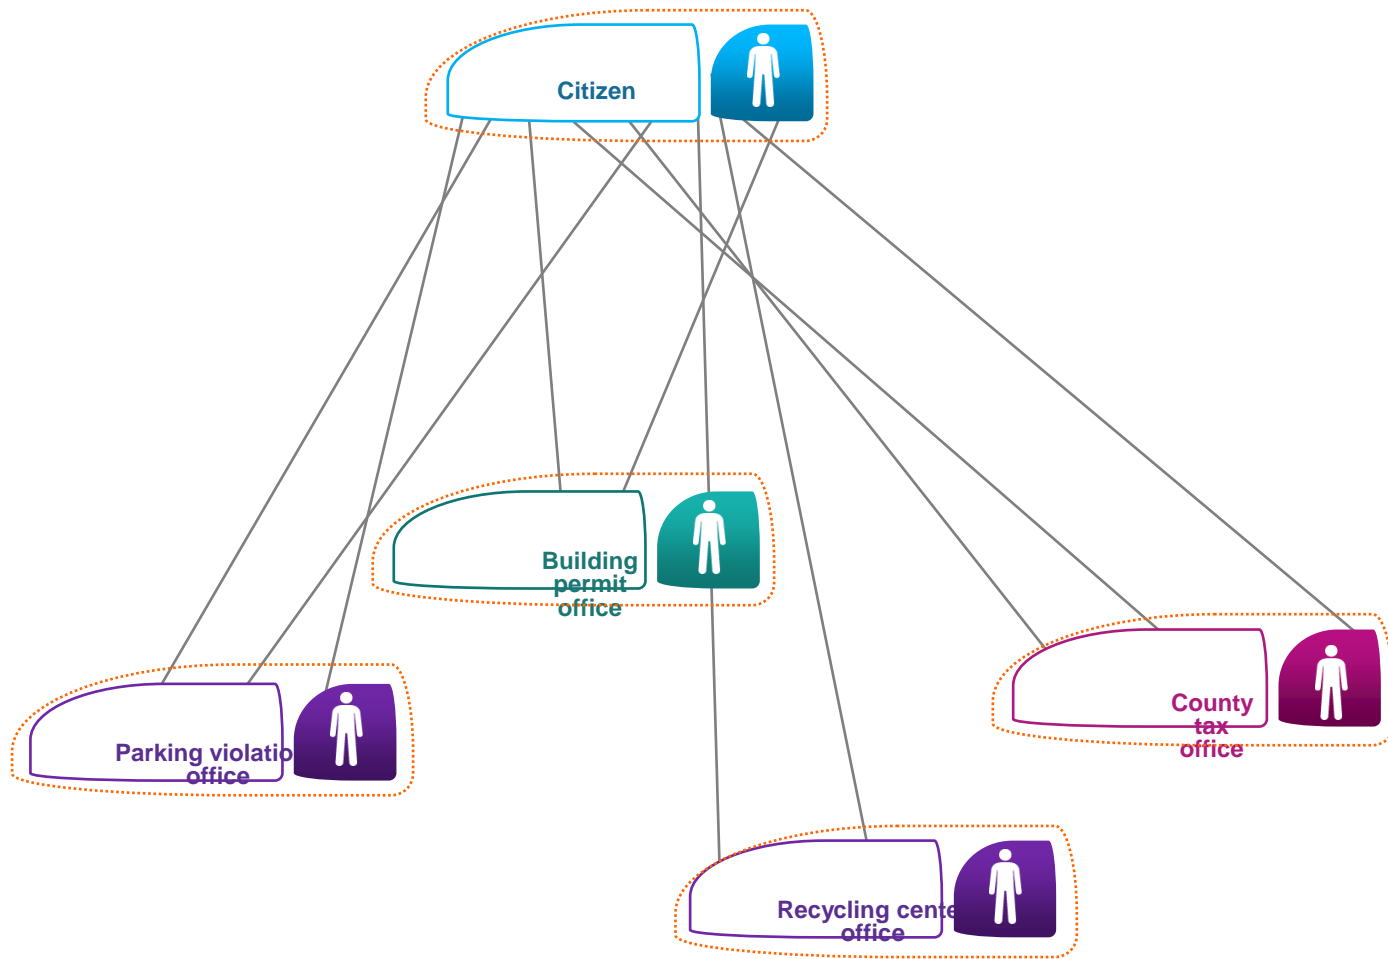 Citizen
Building
permit
office
County
tax
office
Parking violatio
office
Recycling cente
office